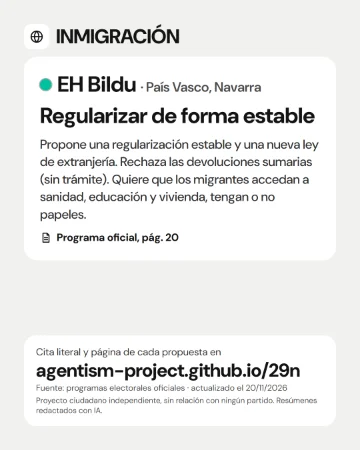 INMIGRACIÓN
EH Bildu · País Vasco, Navarra
Regularizar de forma estable
Propone una regularización estable y una nueva ley
de extranjería. Rechaza las devoluciones sumarias
(sin trámite). Quiere que los migrantes accedan a
sanidad, educación y vivienda, tengan o no
papeles.
Programa oficial, pág. 20
Cita literal y página de cada propuesta en
agentism-project.github.io/29n
Fuente: programas electorales oficiales · actualizado el 20/11/2026
Proyecto ciudadano independiente, sin relación con ningún partido. Resúmenes
redactados con IA.